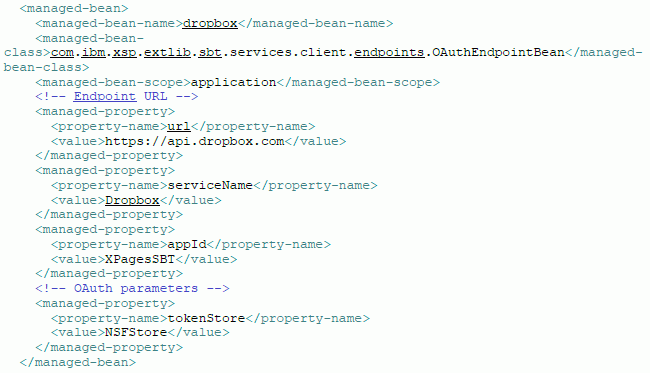 <managed-bean>
<managed-bean-name>dropbox</managed-bean-name>
<managed-bean-
class>com.ibm.xsp.extlib.sbt.services.client.endpoints.OAuthEndpointBean</managed-
bean-class>
<managed-bean-scope>application</managed-bean-scope>
<!-- Endpoint URL -->
<managed-property>
<property-name>url</property-name>
<value>https://api.dropbox.com</value>
</managed-property>
<managed-property>
<property-name>serviceName</property-name>
<value>Dropbox</value>
</managed-property>
<managed-property>
<property-name>appId</property-name>
<value>XPagesSBT</value>
</managed-property>
<!-- OAuth parameters -->
<managed-property>
<property-name>tokenStore</property-name>
<value>NSFStore</value>
</managed-property>
</managed-bean>